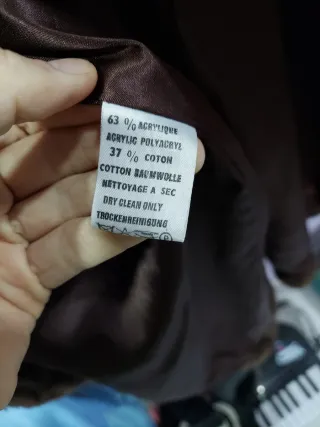 63 % ACRYLIQUE
ACRYLIC POLYACRYL
37 % COTON
COTTON BAUMWOLLE
NETTOYAGE A SEC
DRY CLEAN ONLY
TROCKENREINIGUNG